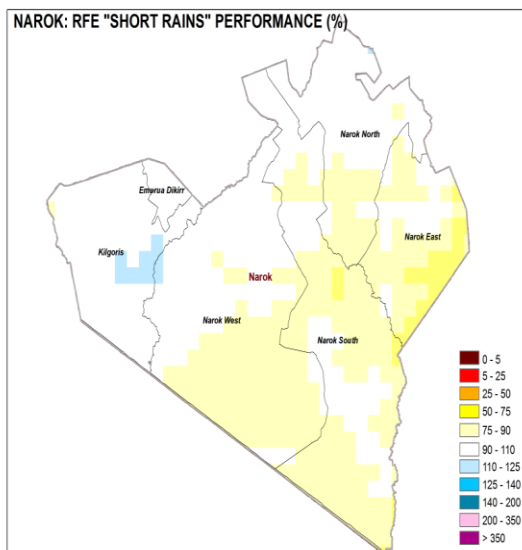 NAROK: RFE "SHORT RAINS" PERFORMANCE (%)
Narok North
Emurua Dikirr
Narok East
Kilgoris
Narok
Narok West
Narok South
0 - 5
5 - 25
25 - 50
50 - 75
75 - 90
90 - 110
110 - 125
125 - 140
140 - 200
200 - 350
> 350